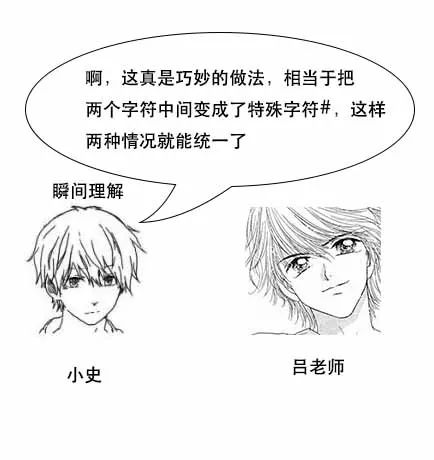 啊，这真是巧妙的做法，相当于把
两个字符中间变成了特殊字符#，这样
两种情况就能统一了
瞬间理解
小史
吕老师